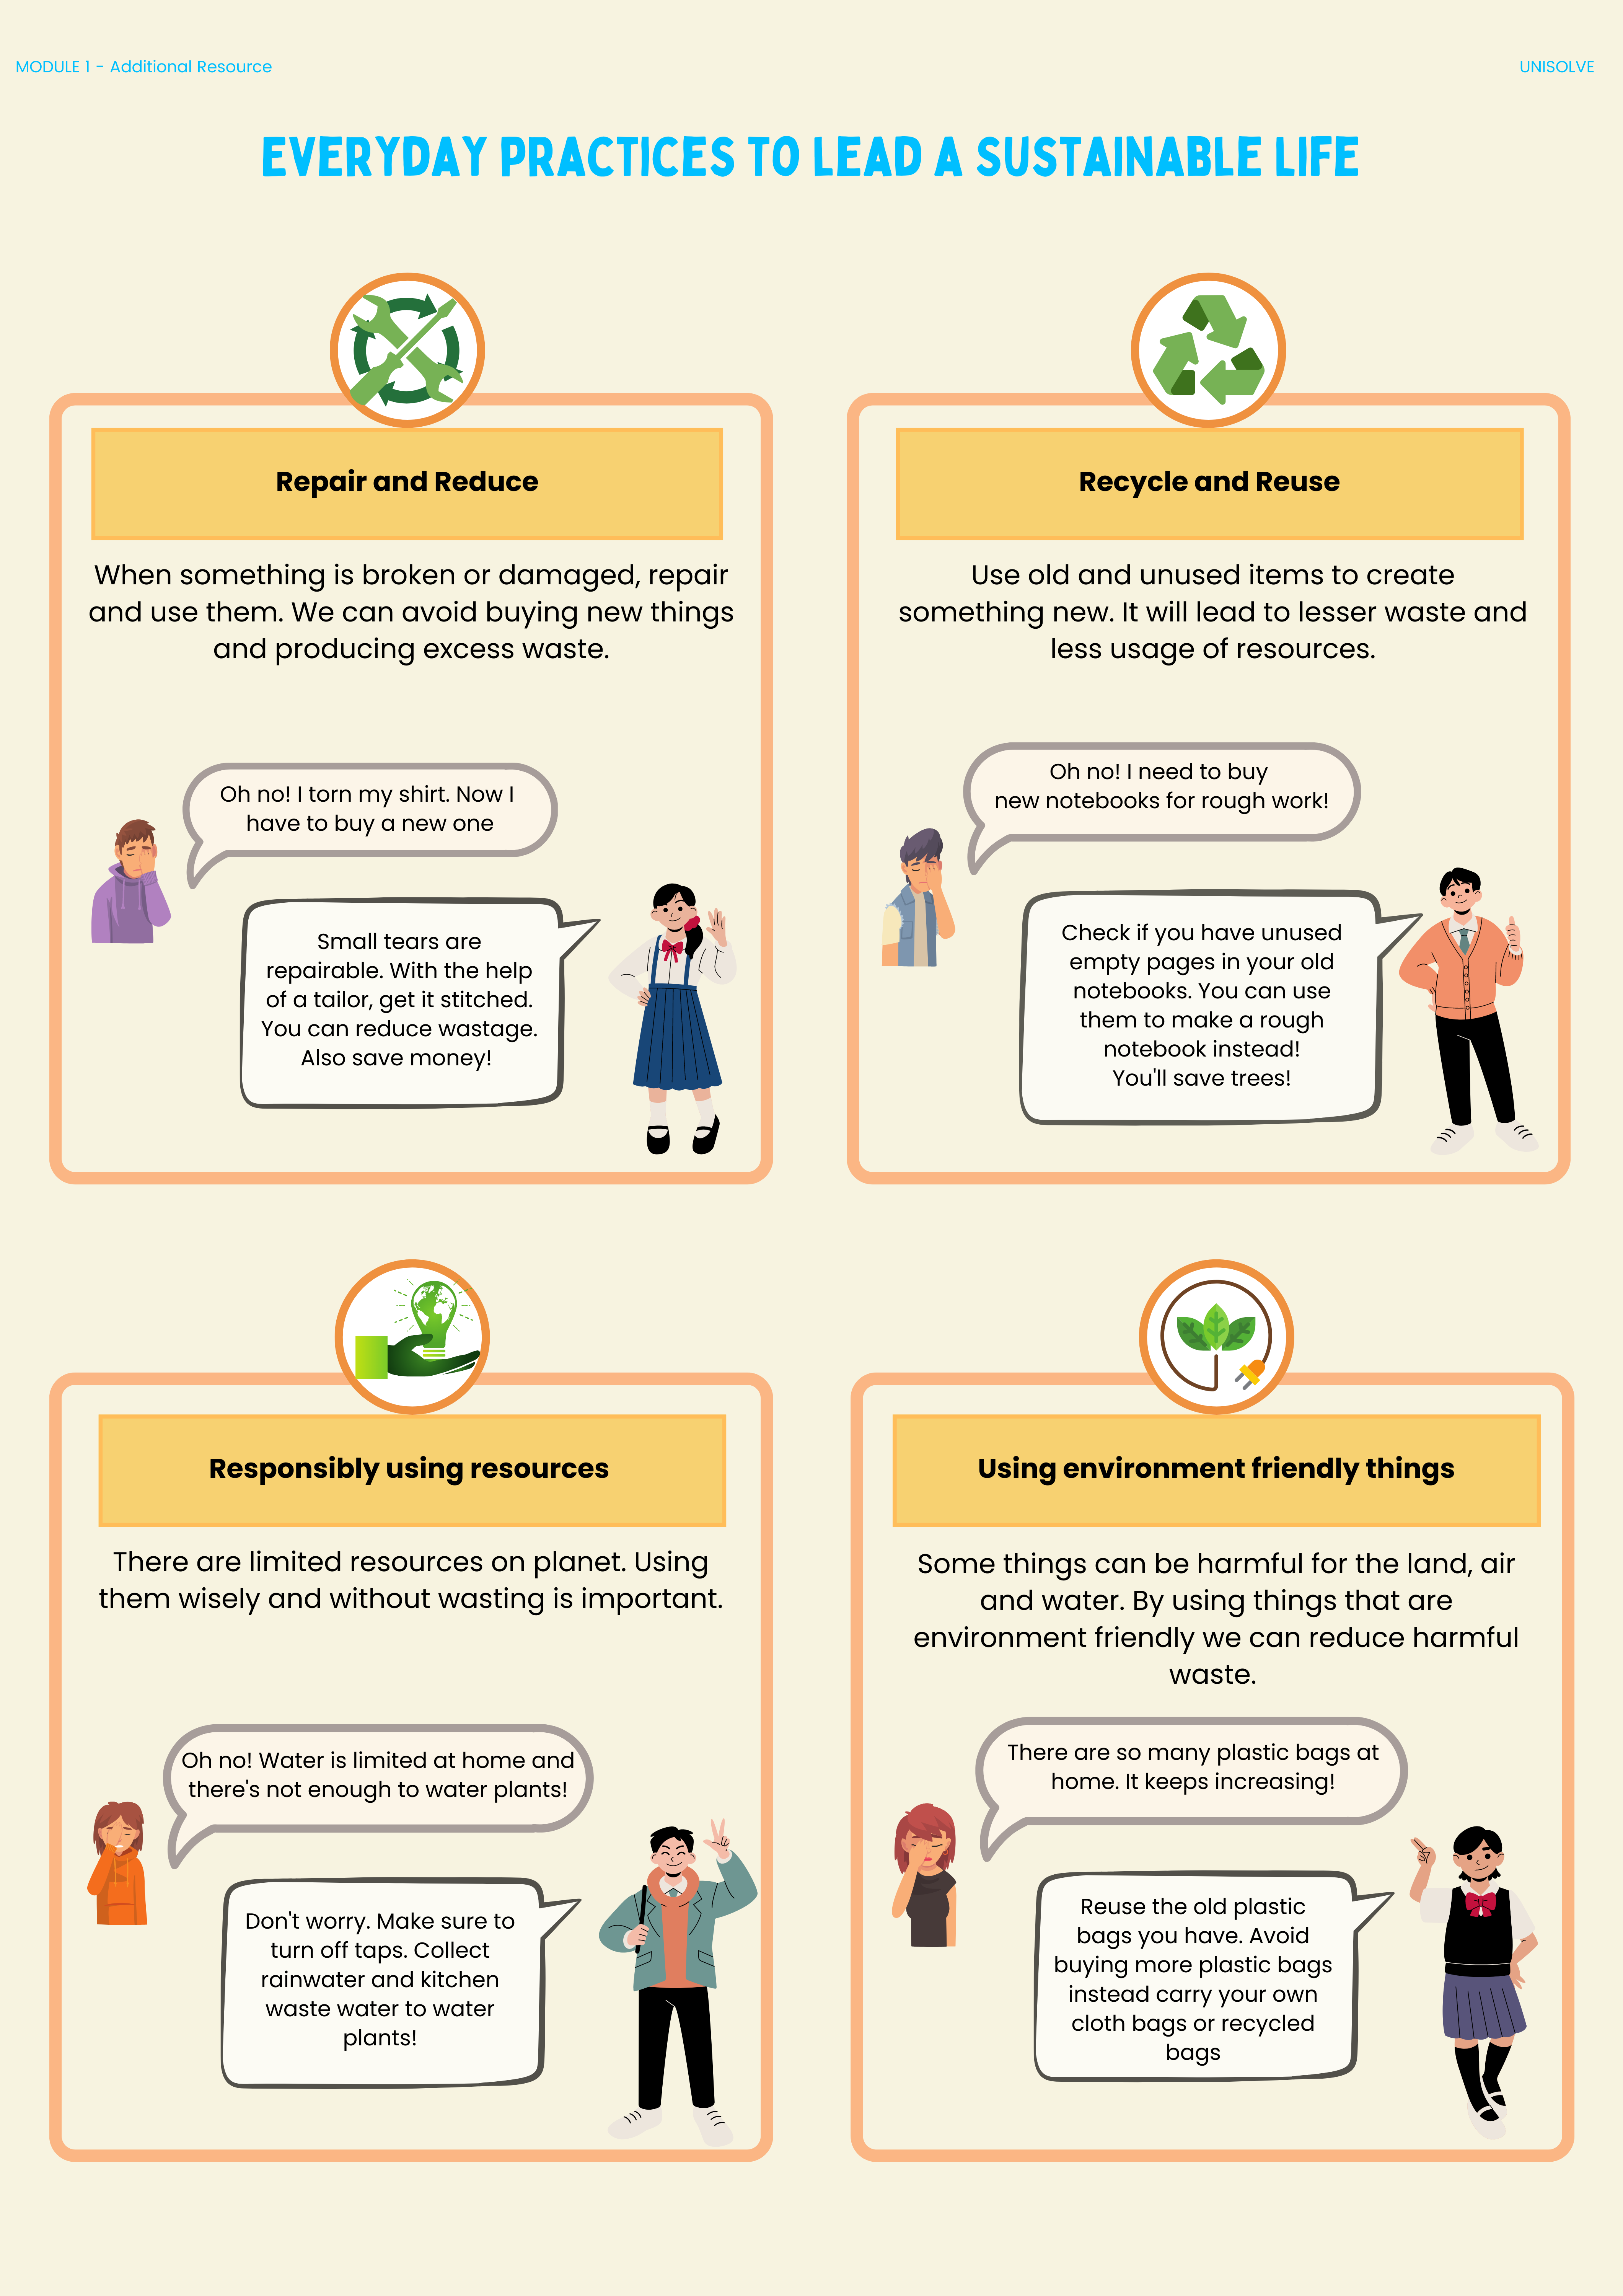 MODULE 1 - Additional Resource
UNISOLVE
EVERYDAY PRACTICES TO LEAD A SUSTAINABLE LIFE
Repair and Reduce
When something is broken or damaged, repair
and use them. We can avoid buying new things
and producing excess waste.
Oh no! I torn my shirt. Now I
have to buy a new one
Small tears are
repairable. With the help
of a tailor, get it stitched.
You can reduce wastage.
Also save money!
Recycle and Reuse
Use old and unused items to create
something new. It will lead to lesser waste and
less usage of resources.
Oh no! I need to buy
new notebooks for rough work!
Check if you have unused
empty pages in your old
notebooks. You can use
them to make a rough
notebook instead!
You'll save trees!
Responsibly using resources
There are limited resources on planet. Using
them wisely and without wasting is important.
Oh no! Water is limited at home and
there's not enough to water plants!
Don't worry. Make sure to
turn off taps. Collect
rainwater and kitchen
waste water to water
plants!
Using environment friendly things
Some things can be harmful for the land, air
and water. By using things that are
environment friendly we can reduce harmful
waste.
There are so many plastic bags at
home. It keeps increasing!
Reuse the old plastic
bags you have. Avoid
buying more plastic bags
instead carry your own
cloth bags or recycled
bags